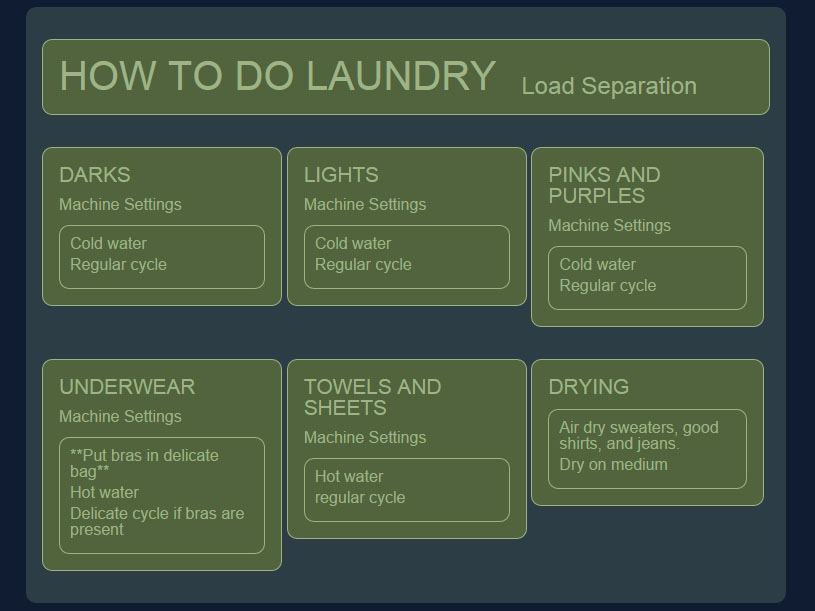 HOW TO DO LAUNDRY Load Separation
DARKS
Machine Settings
Cold water
Regular cycle
LIGHTS
Machine Settings
Cold water
Regular cycle
PINKS AND
PURPLES
Machine Settings
Cold water
Regular cycle
UNDERWEAR
Machine Settings
**Put bras in delicate
bag**
Hot water
Delicate cycle if bras are
present
TOWELS AND
SHEETS
Machine Settings
Hot water
regular cycle
DRYING
Air dry sweaters, good
shirts, and jeans.
Dry on medium